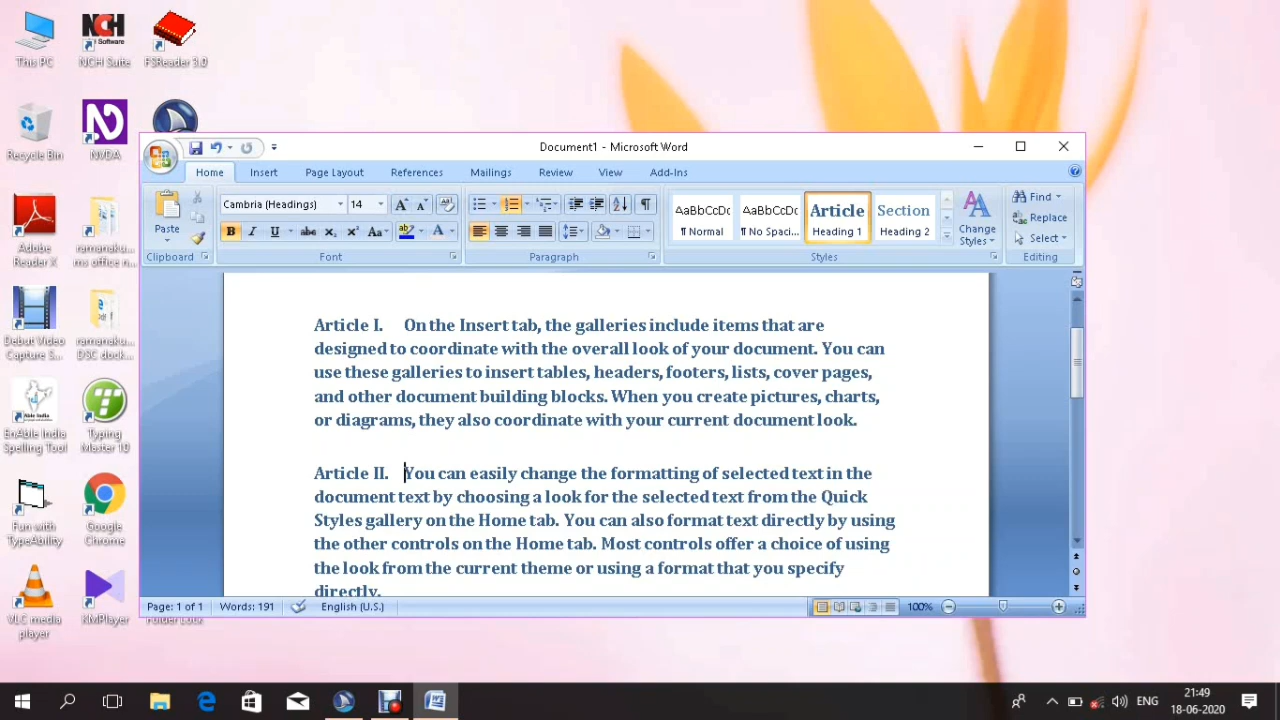 This PC
NCH Suite
FSReader 3.0
NCH
Software
Recycle Bin
NVDA
Adobe
Reader X
ramanaku...
ms office n...
Debut Video
Capture S...
ramanaku...
DSC dock...
EnAble India
Spelling Tool
Typing
Master 10
Fun with
TypeAbility
Google
Chrome
VLC media
player
KMPlayer
Folder Lock
Document1 - Microsoft Word
Home
Insert
Page Layout
References
Mailings
Review
View
Add-Ins
Paste
Clipboard
Cambria (Headings)
14
Font
Paragraph
AaBbCcDc
¶ Normal
AaBbCcDc
¶ No Spaci...
Article
Heading 1
Section
Heading 2
Change
Styles
Styles
Find
Replace
Select
Editing
Article I. On the Insert tab, the galleries include items that are
designed to coordinate with the overall look of your document. You can
use these galleries to insert tables, headers, footers, lists, cover pages,
and other document building blocks. When you create pictures, charts,
or diagrams, they also coordinate with your current document look.
Article II. You can easily change the formatting of selected text in the
document text by choosing a look for the selected text from the Quick
Styles gallery on the Home tab. You can also format text directly by using
the other controls on the Home tab. Most controls offer a choice of using
the look from the current theme or using a format that you specify
directly.
Page: 1 of 1
Words: 191
English (U.S.)
100%
ENG
21:49
18-06-2020